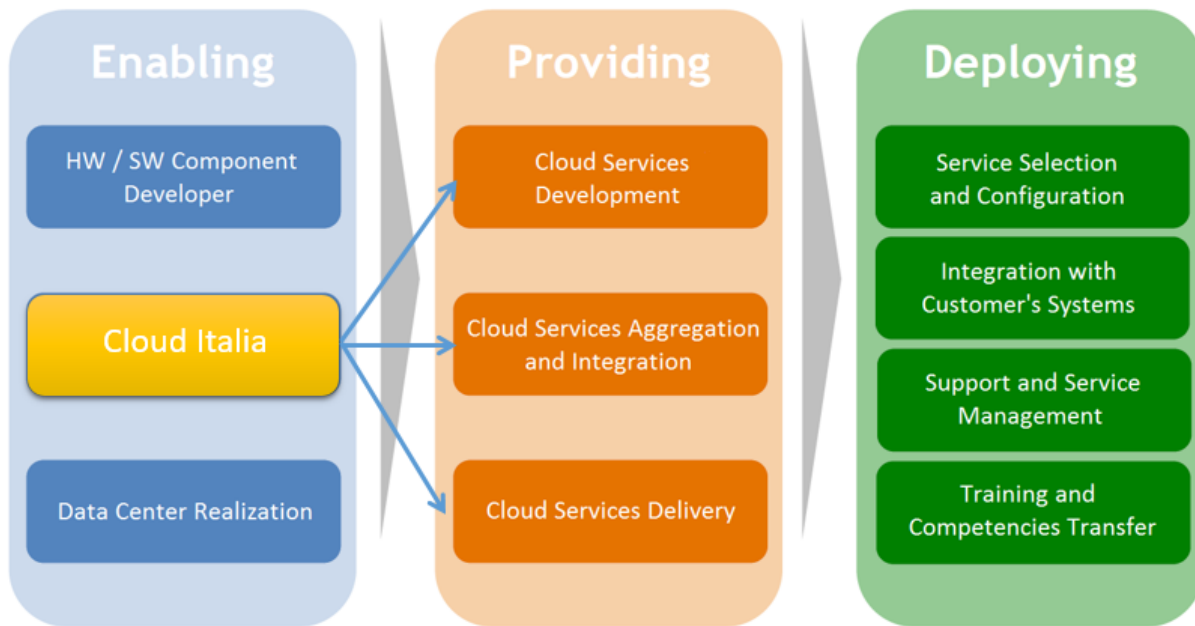 Enabling
HW / SW Component
Developer
Cloud Italia
Data Center Realization
Providing
Cloud Services
Development
Cloud Services Aggregation
and Integration
Cloud Services Delivery
Deploying
Service Selection
and Configuration
Integration with
Customer's Systems
Support and Service
Management
Training and
Competencies Transfer